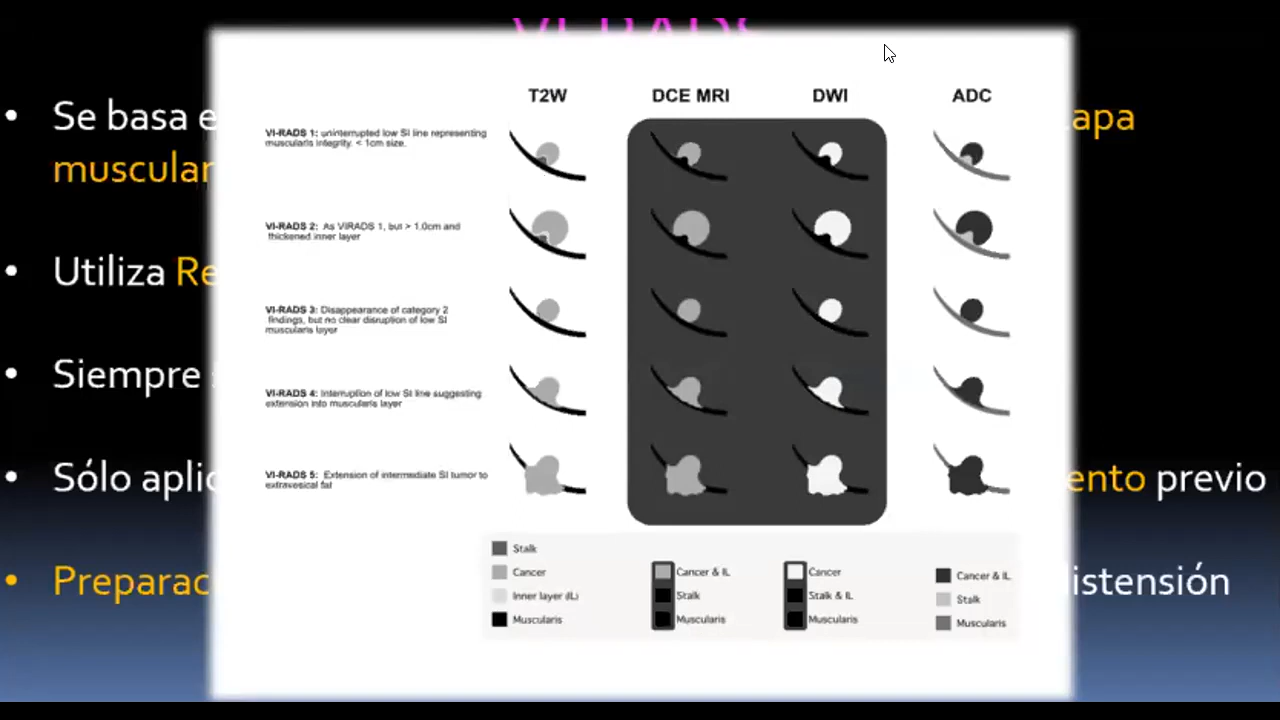 VI-RADS
• Se basa e
apa
muscular
• Utiliza Re
• Siempre
• Sólo aplic
ento previo
• Preparac
istensión
T2W DCE MRI DWI ADC
VI-RADS 1: uninterrupted low SI line representing
muscularis integrity. < 1cm size.
VI-RADS 2: As VIRADS 1, but > 1.0cm and
thickened inner layer
VI-RADS 3: Disappearance of category 2
findings, but no clear disruption of low SI
muscularis layer
VI-RADS 4: Interruption of low SI line suggesting
extension into muscularis layer
VI-RADS 5: Extension of intermediate SI tumor to
extravesical fat
Stalk
Cancer
Inner layer (IL)
Muscularis
Cancer & IL
Stalk
Muscularis
Cancer
Stalk & IL
Muscularis
Cancer & IL
Stalk
Muscularis